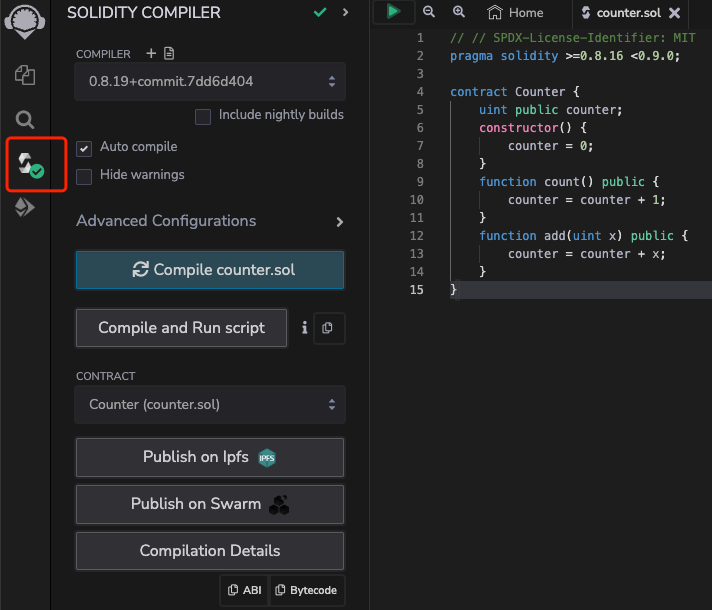 SOLIDITY COMPILER
COMPILER
0.8.19+commit.7dd6d404
Include nightly builds
Auto compile
Hide warnings
Advanced Configurations
Compile counter.sol
Compile and Run script
CONTRACT
Counter (counter.sol)
Publish on Ipfs IPFS
Publish on Swarm
Compilation Details
ABI Bytecode
Home counter.sol
1 // // SPDX-License-Identifier: MIT
2 pragma solidity >=0.8.16 <0.9.0;
3
4 contract Counter {
5     uint public counter;
6     constructor() {
7         counter = 0;
8     }
9     function count() public {
10         counter = counter + 1;
11     }
12     function add(uint x) public {
13         counter = counter + x;
14     }
15 }